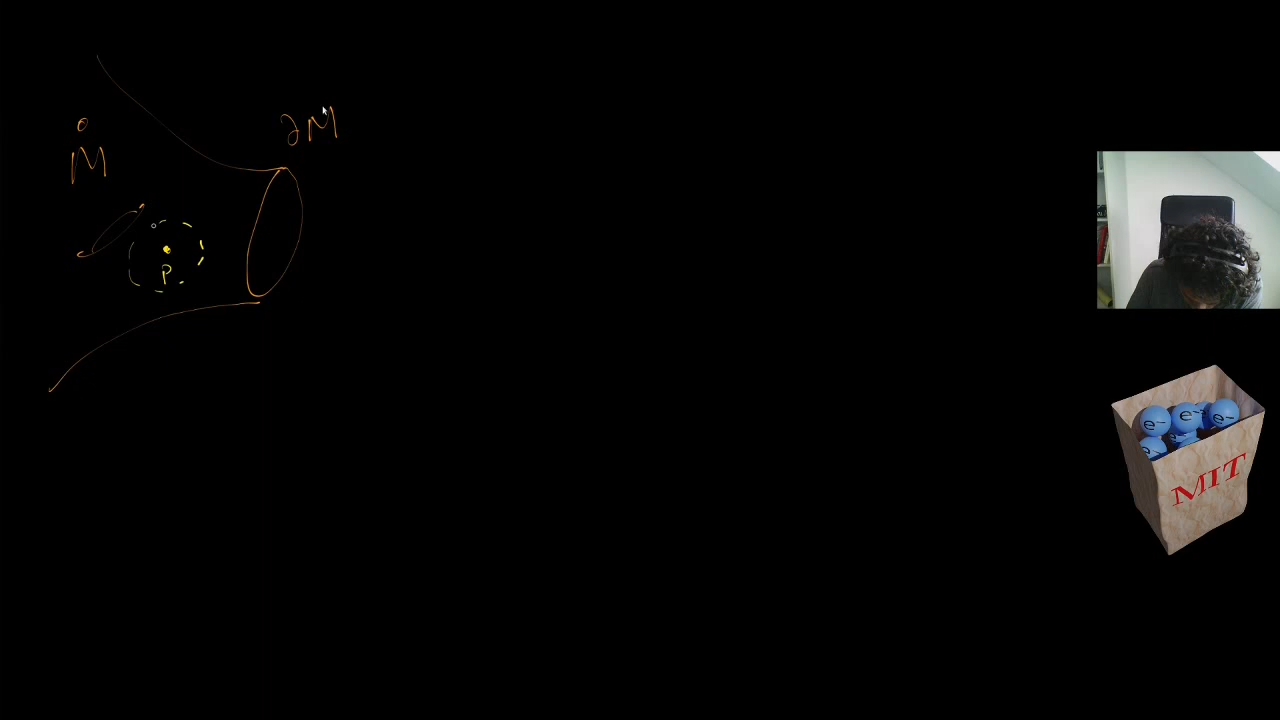 ∂M
M̊
P
e⁻ e⁻ e⁻
e⁻ e⁻
MIT